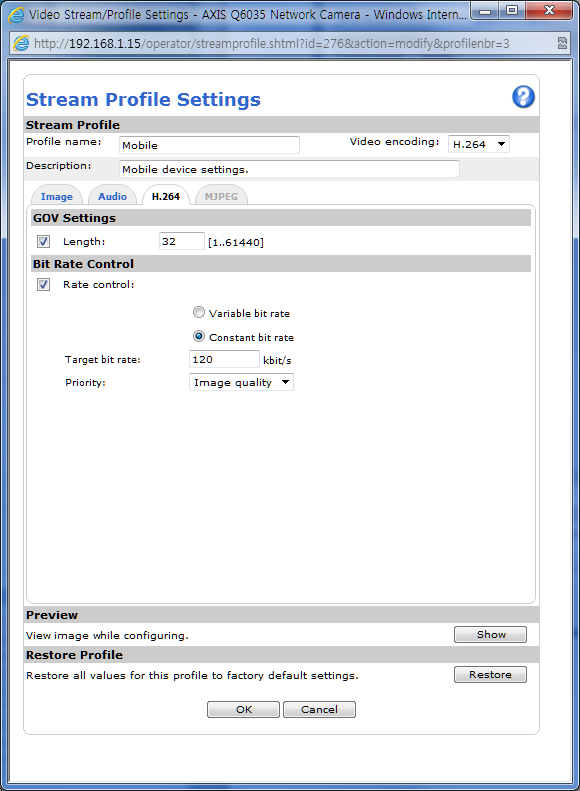 Video Stream/Profile Settings - AXIS Q6035 Network Camera - Windows Intern...
http://192.168.1.15/operator/streamprofile.shtml?id=276&action=modify&profilenbr=3
Stream Profile Settings
?
Stream Profile
Profile name: Mobile Video encoding: H.264
Description: Mobile device settings.
Image Audio H.264 MJPEG
GOV Settings
Length: 32 [1..61440]
Bit Rate Control
Rate control:
Variable bit rate
Constant bit rate
Target bit rate: 120 kbit/s
Priority: Image quality
Preview
View image while configuring. Show
Restore Profile
Restore all values for this profile to factory default settings. Restore
OK Cancel